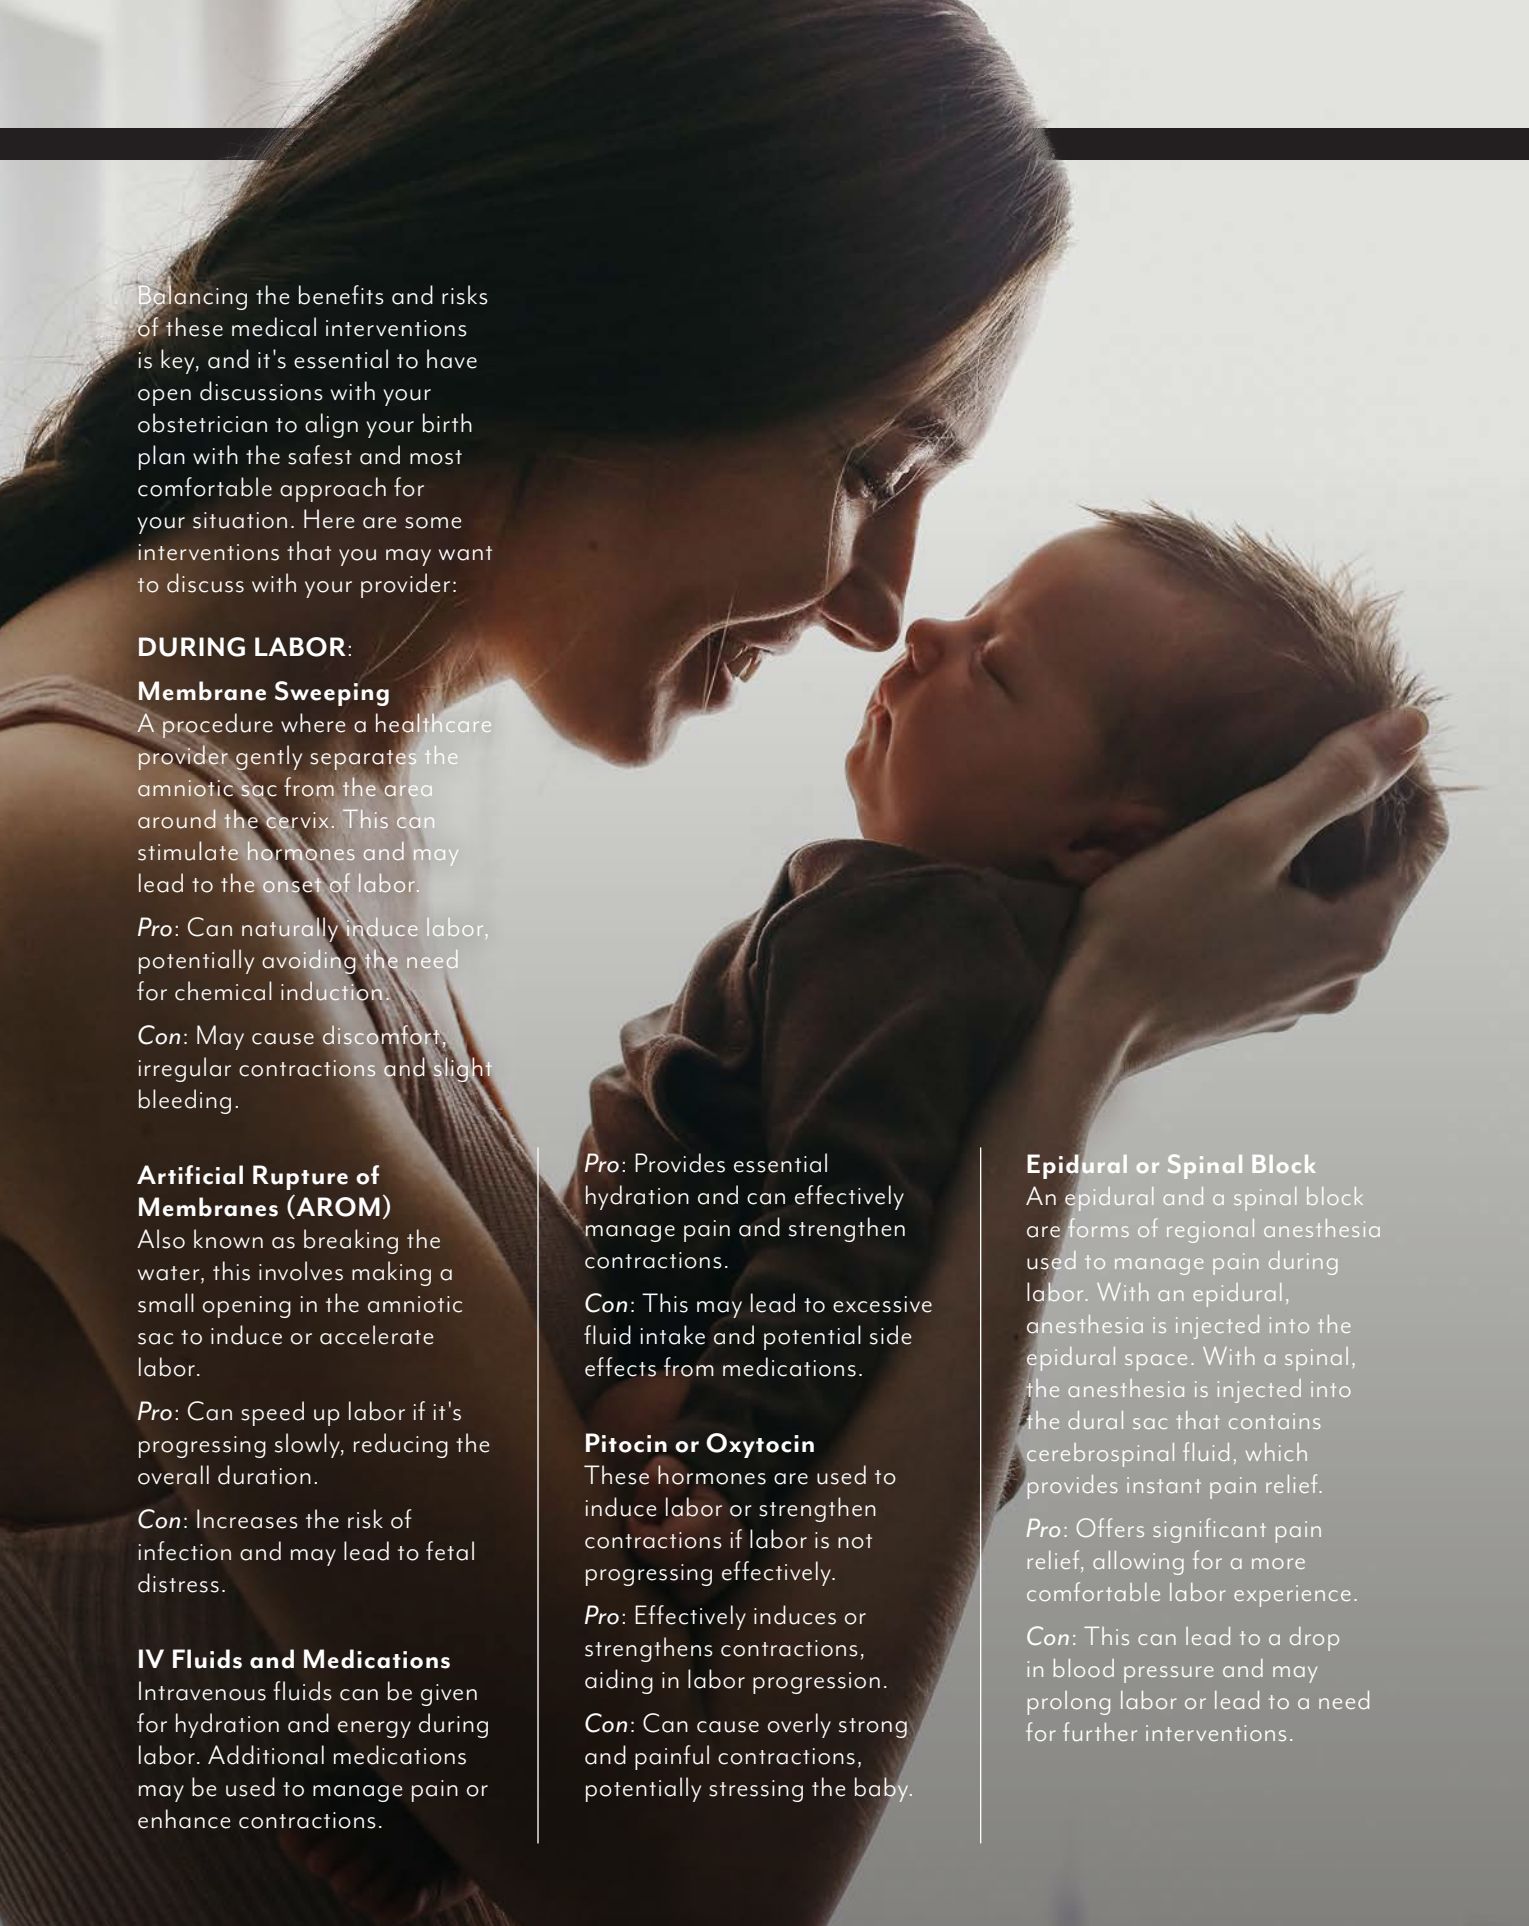 Balancing the benefits and risks
of these medical interventions
is key, and it's essential to have
open discussions with your
obstetrician to align your birth
plan with the safest and most
comfortable approach for
your situation. Here are some
interventions that you may want
to discuss with your provider:
DURING LABOR:
Membrane Sweeping
A procedure where a healthcare
provider gently separates the
amniotic sac from the area
around the cervix. This can
stimulate hormones and may
lead to the onset of labor.
Pro: Can naturally induce labor,
potentially avoiding the need
for chemical induction.
Con: May cause discomfort,
irregular contractions and slight
bleeding.
Artificial Rupture of
Membranes (AROM)
Also known as breaking the
water, this involves making a
small opening in the amniotic
sac to induce or accelerate
labor.
Pro: Can speed up labor if it's
progressing slowly, reducing the
overall duration.
Con: Increases the risk of
infection and may lead to fetal
distress.
IV Fluids and Medications
Intravenous fluids can be given
for hydration and energy during
labor. Additional medications
may be used to manage pain or
enhance contractions.
Pro: Provides essential
hydration and can effectively
manage pain and strengthen
contractions.
Con: This may lead to excessive
fluid intake and potential side
effects from medications.
Pitocin or Oxytocin
These hormones are used to
induce labor or strengthen
contractions if labor is not
progressing effectively.
Pro: Effectively induces or
strengthens contractions,
aiding in labor progression.
Con: Can cause overly strong
and painful contractions,
potentially stressing the baby.
Epidural or Spinal Block
An epidural and a spinal block
are forms of regional anesthesia
used to manage pain during
labor. With an epidural,
anesthesia is injected into the
epidural space. With a spinal,
the anesthesia is injected into
the dural sac that contains
cerebrospinal fluid, which
provides instant pain relief.
Pro: Offers significant pain
relief, allowing for a more
comfortable labor experience.
Con: This can lead to a drop
in blood pressure and may
prolong labor or lead to a need
for further interventions.